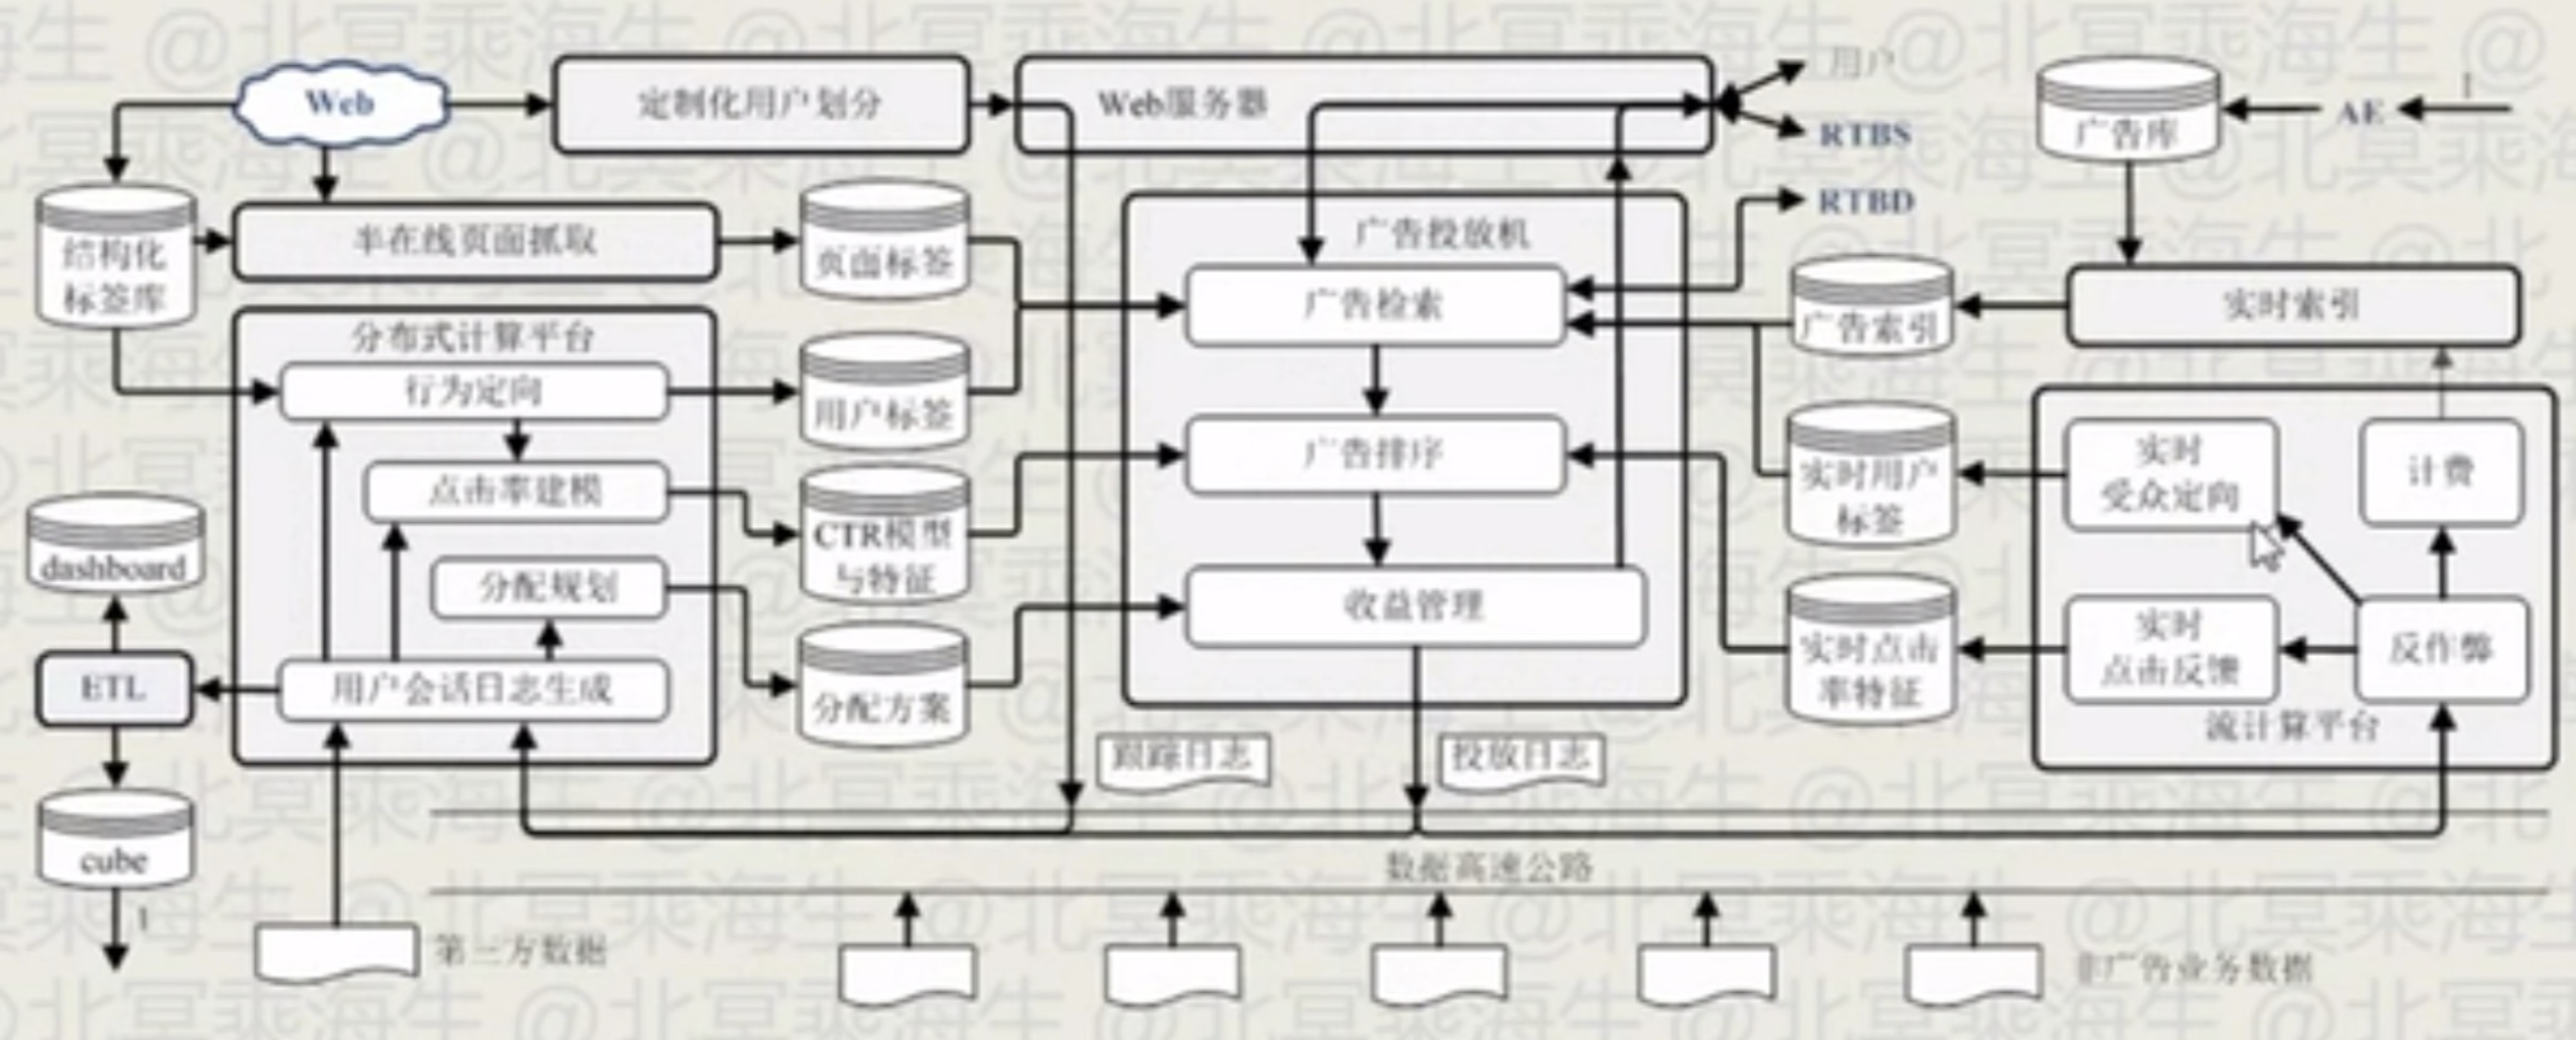 Web
定制化用户划分
Web服务器
用户
RTBS
RTBD
广告库
AE
1
结构化
标签库
半在线页面抓取
页面标签
广告投放机
广告检索
广告索引
实时索引
分布式计算平台
行为定向
用户标签
点击率建模
CTR模型
与特征
广告排序
实时用户
标签
实时
受众定向
计费
dashboard
分配规划
收益管理
实时点击
率特征
实时
点击反馈
反作弊
流计算平台
ETL
用户会话日志生成
分配方案
跟踪日志
投放日志
cube
1
数据高速公路
第三方数据
非广告业务数据
@北冥乘海生